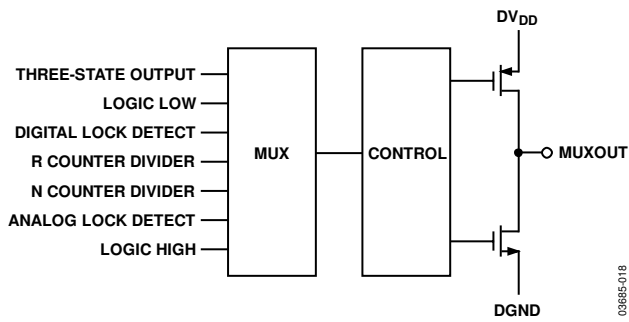 DVDD
THREE-STATE OUTPUT
LOGIC LOW
DIGITAL LOCK DETECT
R COUNTER DIVIDER
N COUNTER DIVIDER
ANALOG LOCK DETECT
LOGIC HIGH
MUX
CONTROL
MUXOUT
DGND
03685-018